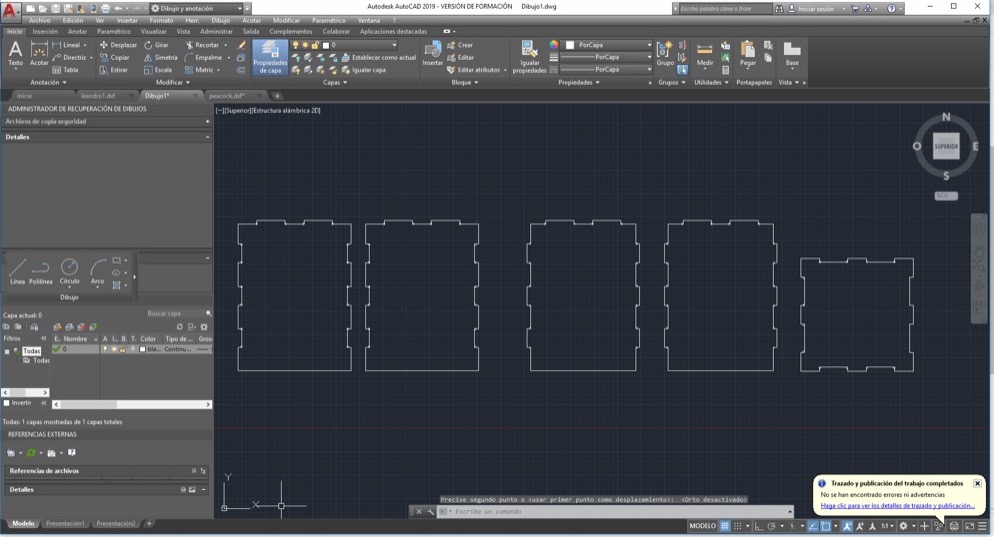 Dibujo y anotación
Autodesk AutoCAD 2019 - VERSIÓN DE FORMACIÓN Dibujo1.dwg
Escriba palabra clave o frase
Iniciar sesión
Archivo Edición Ver Insertar Formato Herr. Dibujo Acotar Modificar Paramétrico Ventana ?
Inicio Inserción Anotar Paramétrico Visualizar Vista Administrar Salida Complementos Colaborar Aplicaciones destacadas
Texto
Acotar
Lineal
Directriz
Tabla
Desplazar Girar Recortar
Copiar Simetría Empalme
Estirar Escala Matriz
Propiedades de capa
0
Establecer como actual
Igualar capa
Insertar
Crear
Editar
Editar atributos
Igualar propiedades
PorCapa
PorCapa
PorCapa
Grupo
Medir
Pegar
Base
Anotación Modificar Capas Bloque Propiedades Grupos Utilidades Portapapeles Vista
Inicio leandro1.dxf Dibujo1* peacock.dxf*
ADMINISTRADOR DE RECUPERACIÓN DE DIBUJOS
Archivos de copia seguridad
Detalles
[−][Superior][Estructura alámbrica 2D]
N
O SUPERIOR E
S
SCU
Línea Polilínea Círculo Arco
Dibujo
Capa actual: 0
Buscar capa
Filtros
E. Nombre A I.. B. T. Color Tipo de ... Gros
Todas
0 bla... Continu...
Todas
Invertir
Todas: 1 capas mostradas de 1 capas totales
REFERENCIAS EXTERNAS
Referencias de archivos
Detalles
Y
X
Precise segundo punto o <usar primer punto como desplazamiento>: <Orto desactivado>
Escriba un comando
Trazado y publicación del trabajo completados
No se han encontrado errores ni advertencias
Haga clic para ver los detalles de trazado y publicación...
Modelo Presentación1 Presentación2 +
MODELO
1:1